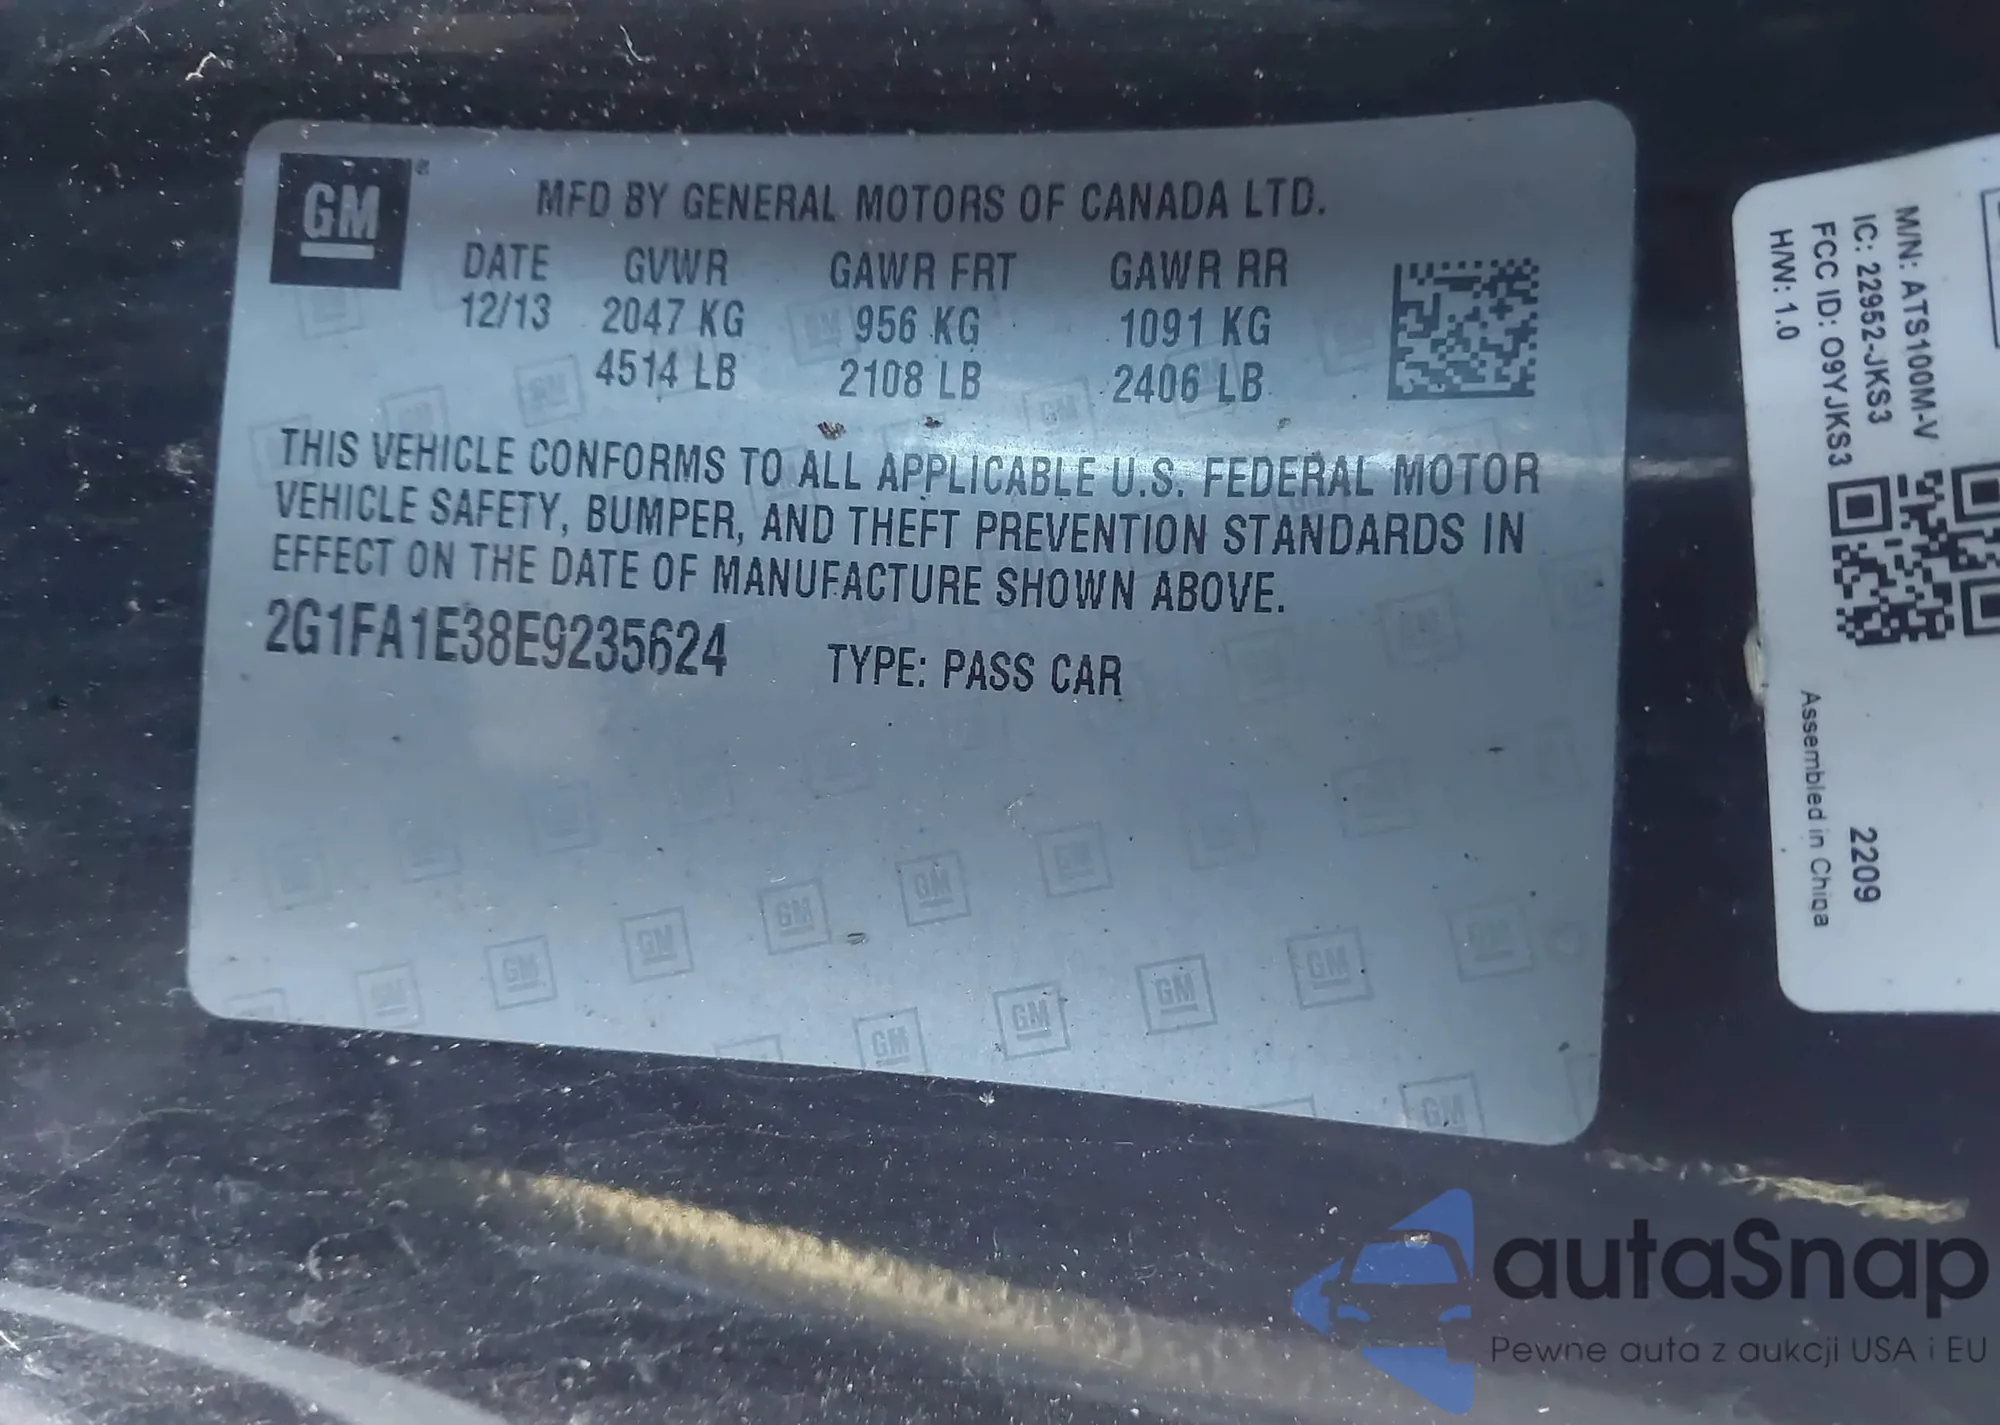 GM
MFD BY GENERAL MOTORS OF CANADA LTD.
DATE GVWR GAWR FRT GAWR RR
12/13 2047 KG 956 KG 1091 KG
4514 LB 2108 LB 2406 LB
THIS VEHICLE CONFORMS TO ALL APPLICABLE U.S. FEDERAL MOTOR
VEHICLE SAFETY, BUMPER, AND THEFT PREVENTION STANDARDS IN
EFFECT ON THE DATE OF MANUFACTURE SHOWN ABOVE.
2G1FA1E38E9235624 TYPE: PASS CAR
M/N: ATS100M-V
IC: 22952-JKS3
FCC ID: O9YJKS3
H/W: 1.0
2209
Assembled in China
autaSnap
Pewne auta z aukcji USA i EU